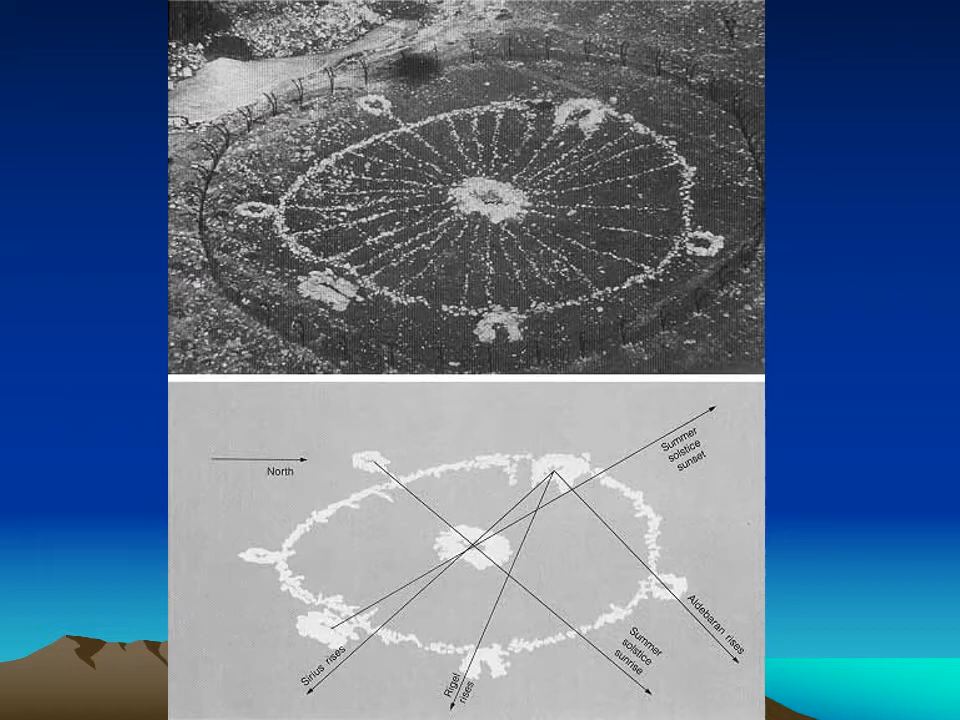 North
Summer
solstice
sunset
Aldebaran rises
Summer
solstice
sunrise
Rigel
rises
Sirius rises